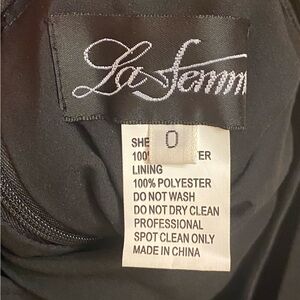 La Femm
0
SHE
100% ER
LINING
100% POLYESTER
DO NOT WASH
DO NOT DRY CLEAN
PROFESSIONAL
SPOT CLEAN ONLY
MADE IN CHINA